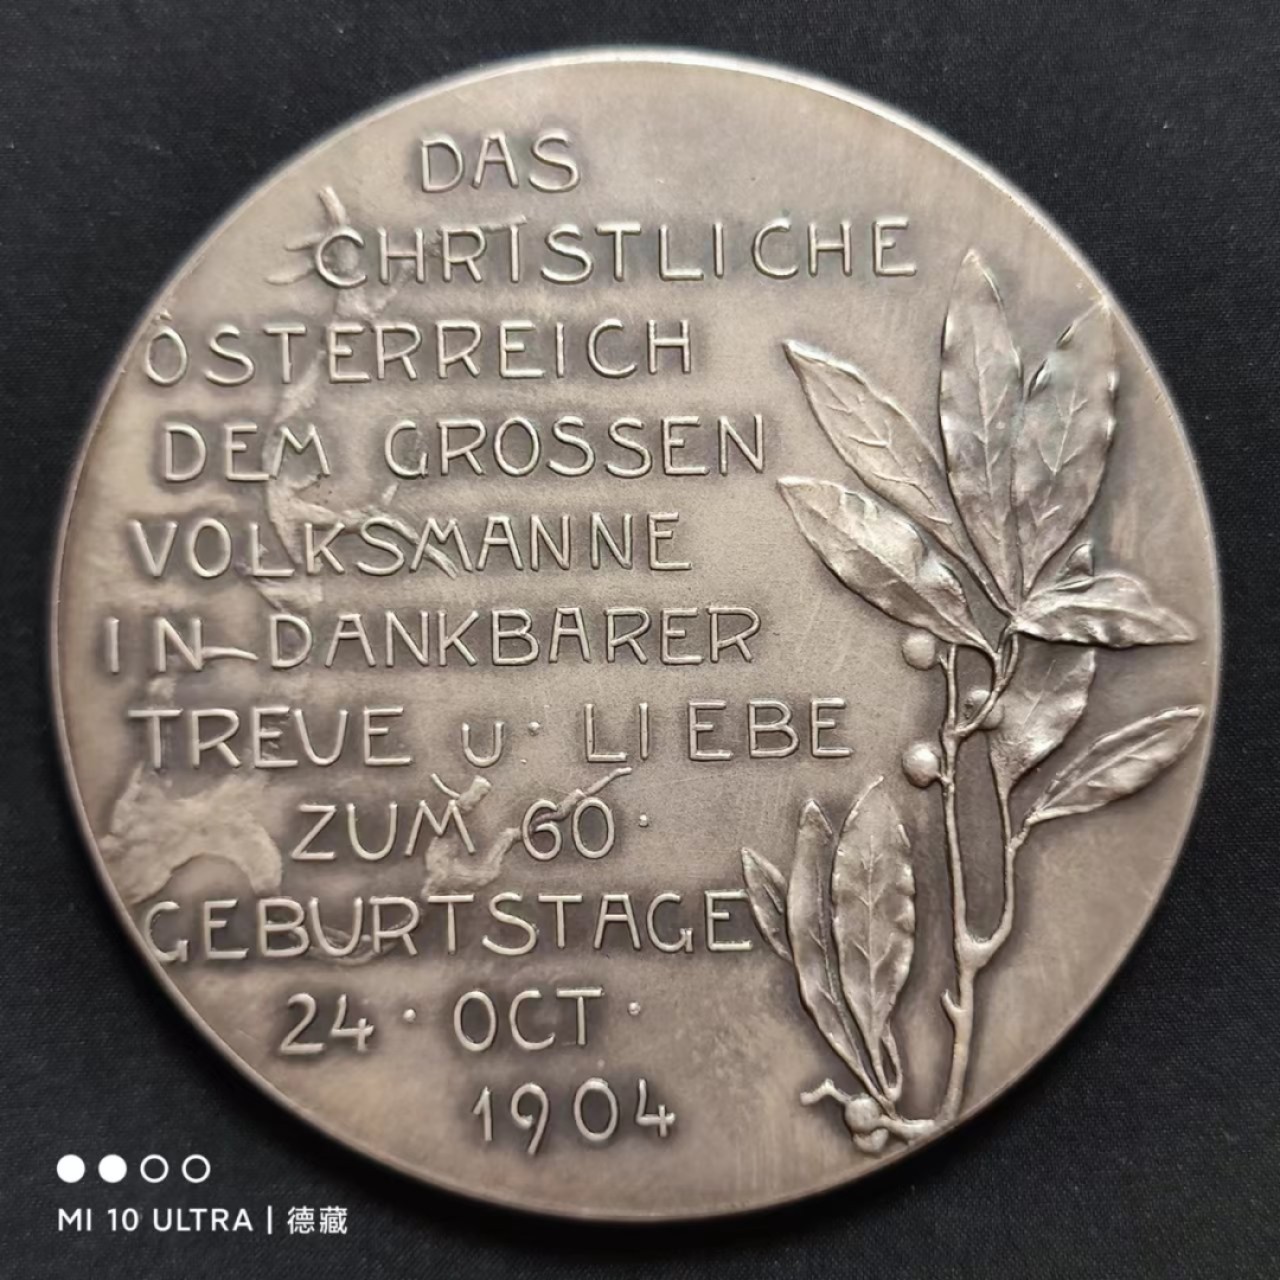 DAS
CHRISTLICHE
OSTERREICH
DEM GROSSEN
VOLKSMANNE
IN DANKBARER
TREUE U· LIEBE
ZUM 60·
GEBURTSTAGE
24· OCT·
1904
MI 10 ULTRA | 德藏